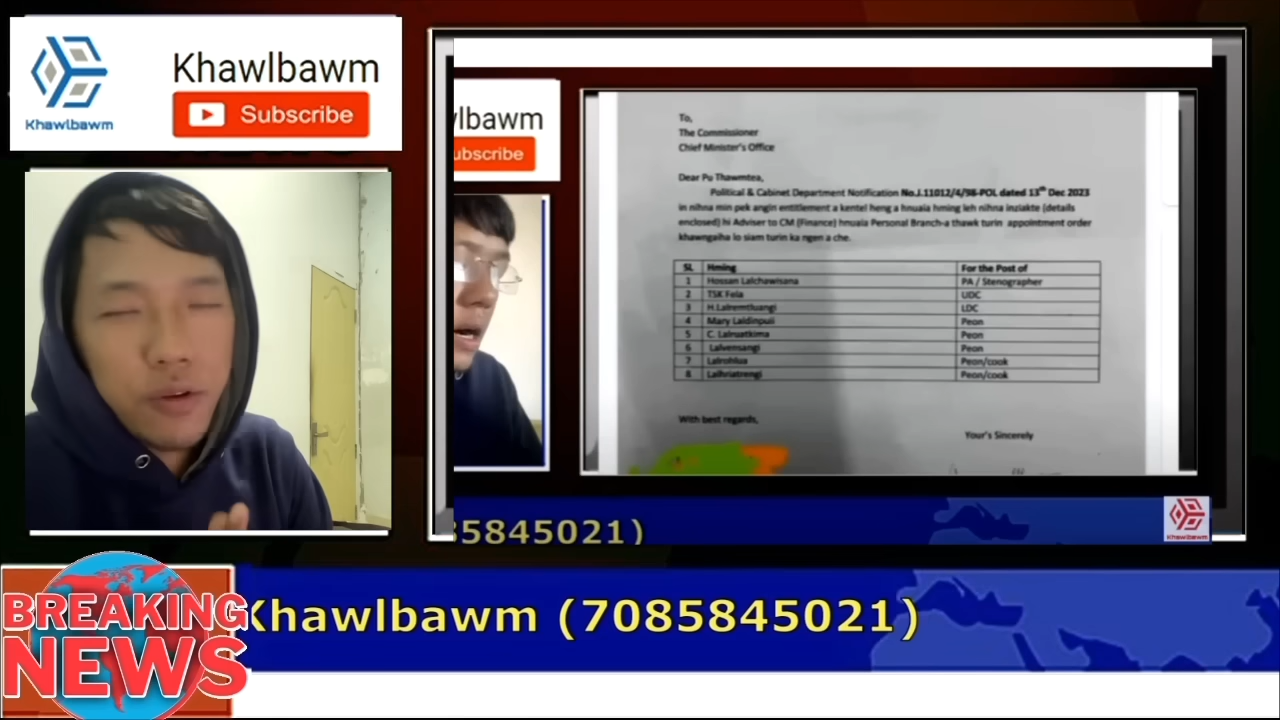 Khawlbawm
Subscribe
Khawlbawm
wlbawm
ubscribe
To,
The Commissioner
Chief Minister's Office
Dear Pu Thawmtea,
Political & Cabinet Department Notification No.J.11012/4/98-POL dated 13th Dec 2023
in nihna min pek angin entitlement a kentel heng a hnuaia hming leh nihna inziakte (details
enclosed) hi Adviser to CM (Finance) hnuaia Personal Branch-a thawk turin appointment order
khawngaiha lo siam turin ka ngen a che.
SL Hming For the Post of
1 Hossan Lalchawisana PA / Stenographer
2 TSK Fela UDC
3 H.Lalremtluangi LDC
4 Mary Laldinpuii Peon
5 C. Lalruatkima Peon
6 Lalvensangi Peon
7 Lalrohlua Peon/cook
8 Lalhriatrengi Peon/cook
With best regards,
Your's Sincerely
85845021)
Khawlbawm
BREAKING
NEWS
Khawlbawm (7085845021)